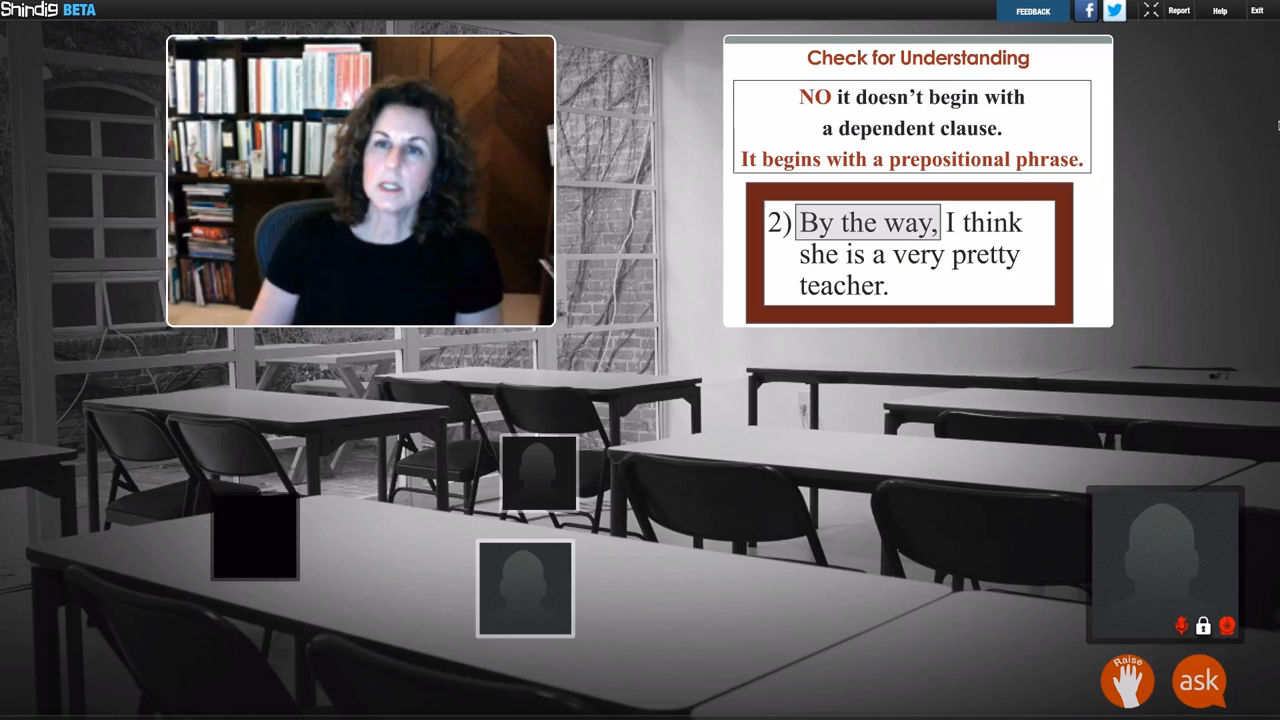 Shindig BETA
FEEDBACK
Report
Help
Exit
Check for Understanding
NO it doesn’t begin with
a dependent clause.
It begins with a prepositional phrase.
2) By the way, I think
she is a very pretty
teacher.
Raise
ask